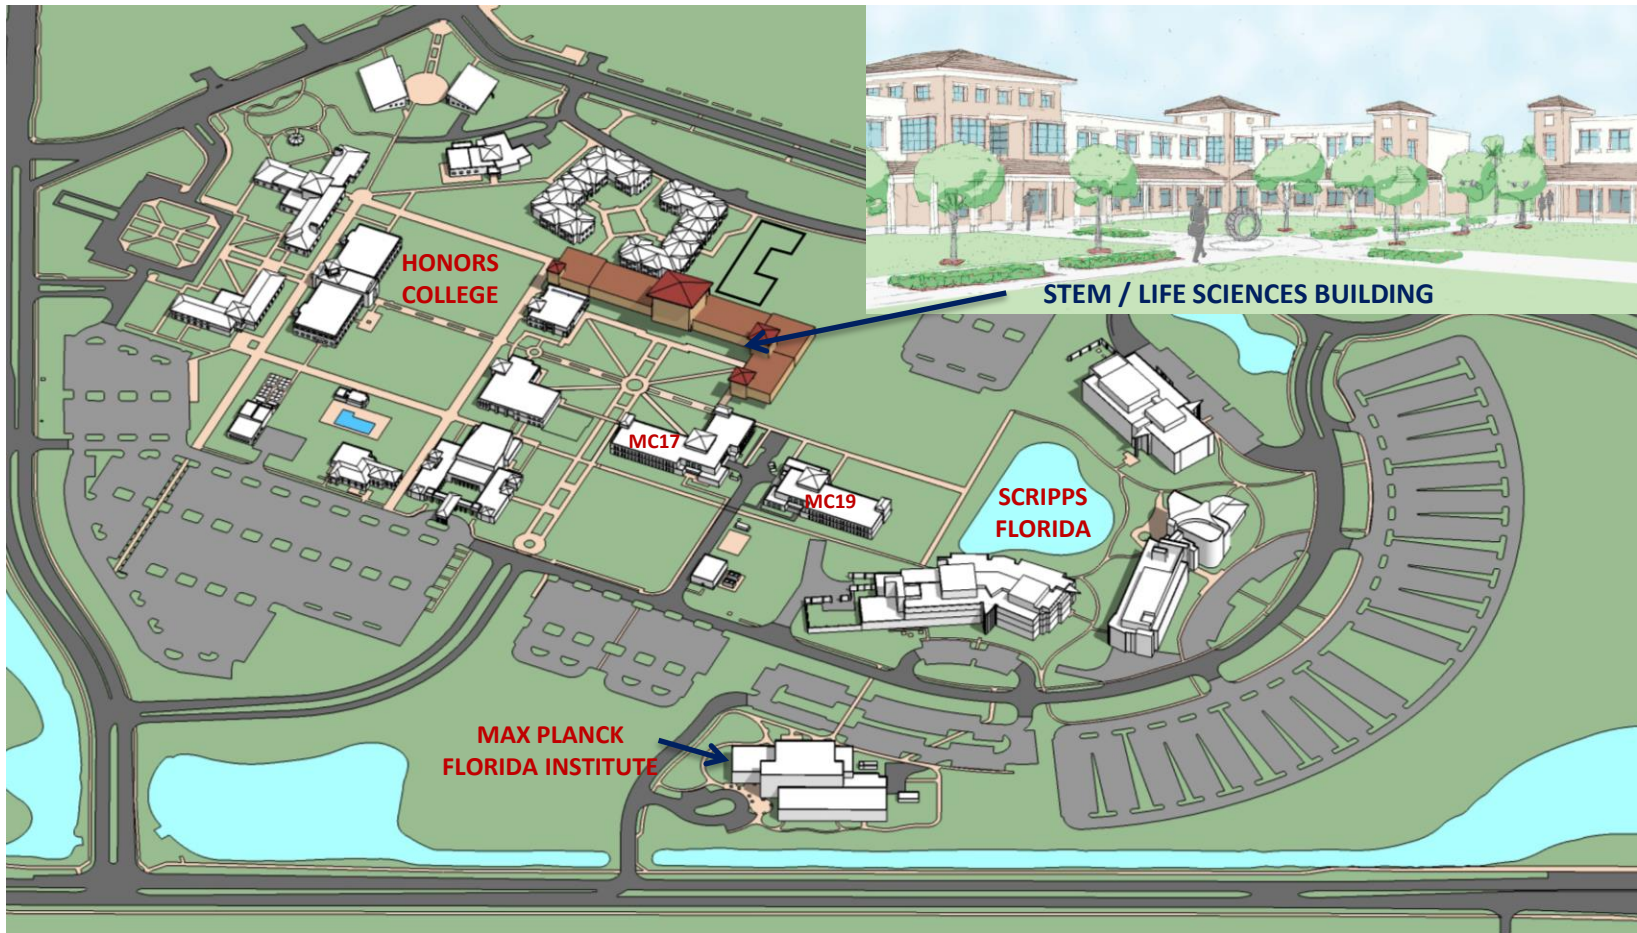 HONORS
COLLEGE
STEM / LIFE SCIENCES BUILDING
MC17
MC19
SCRIPPS
FLORIDA
MAX PLANCK
FLORIDA INSTITUTE